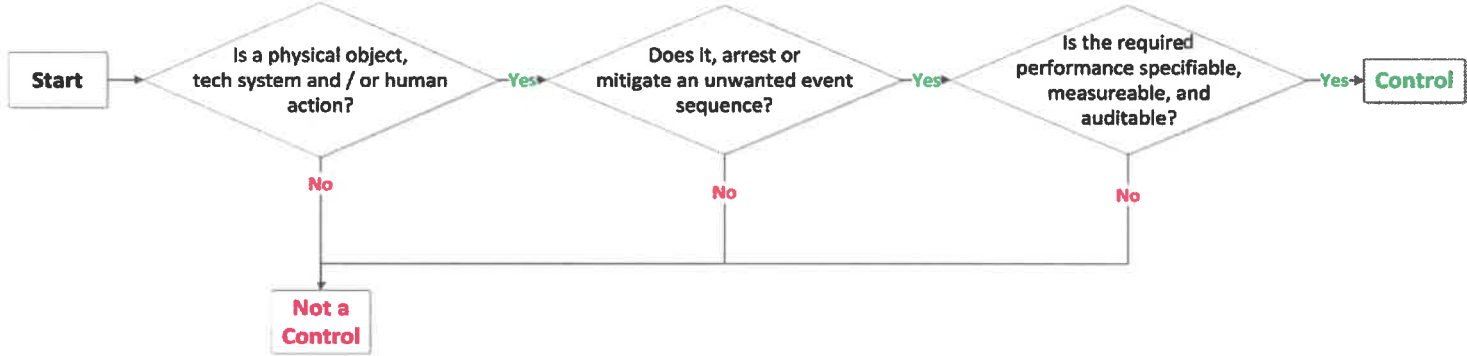 Start
Is a physical object,
tech system and / or human
action?
Yes
Does it, arrest or
mitigate an unwanted event
sequence?
Yes
Is the required
performance specifiable,
measureable, and
auditable?
Yes
Control
No
No
No
Not a
Control